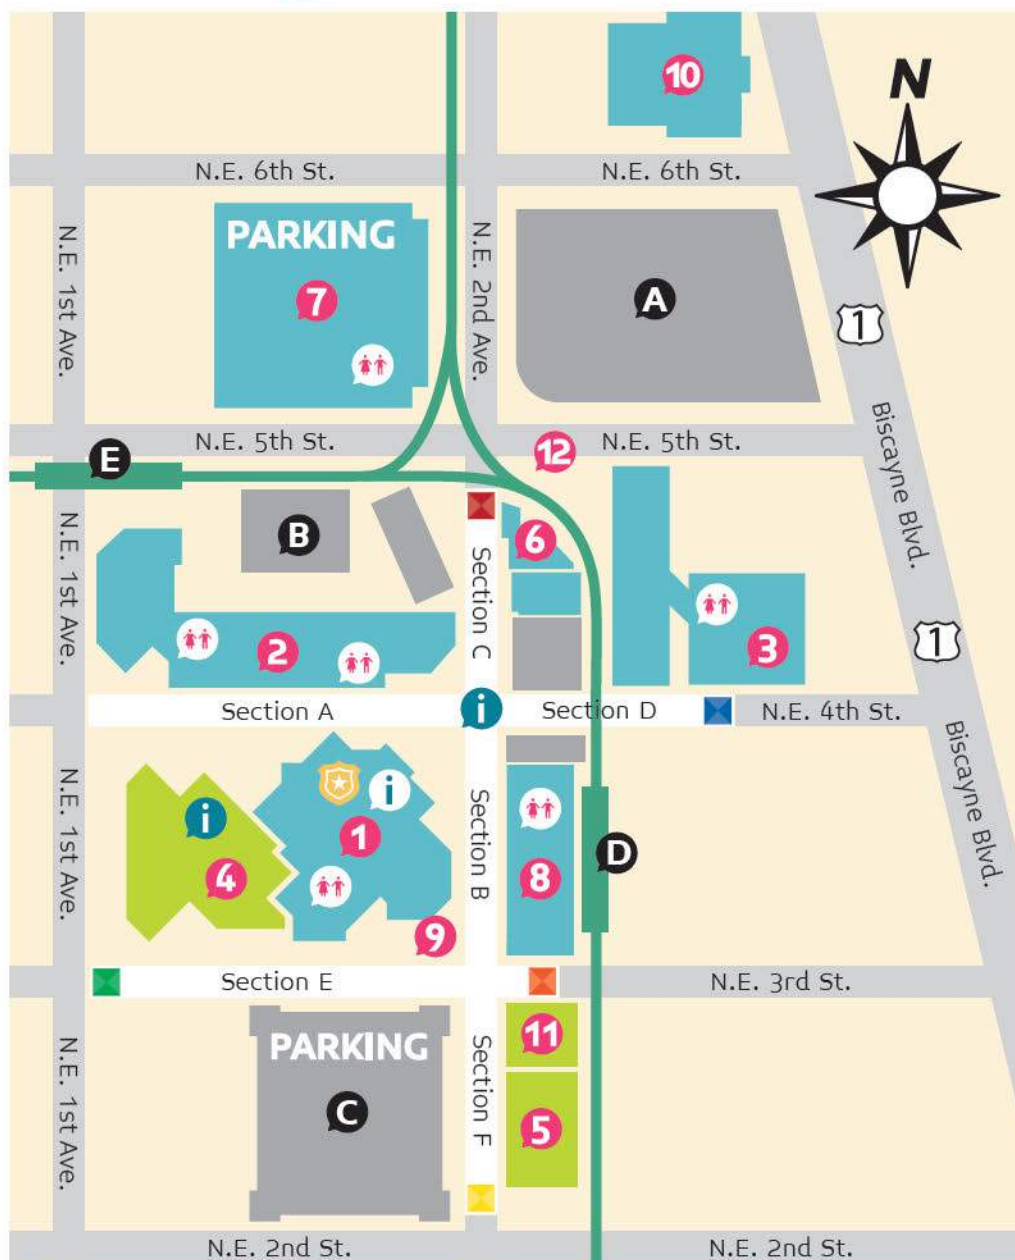 10
N
N.E. 6th St.
N.E. 6th St.
PARKING
7
N.E. 1st Ave.
N.E. 2nd Ave.
A
1
N.E. 5th St.
N.E. 5th St.
12
Biscayne Blvd.
E
B
6
N.E. 1st Ave.
Section C
2
3
1
Section A
i
Section D
N.E. 4th St.
N.E. 1st Ave.
i
i
1
4
Section B
8
D
Biscayne Blvd.
9
Section E
N.E. 3rd St.
N.E. 1st Ave.
PARKING
C
Section F
11
5
N.E. 2nd St.
N.E. 2nd St.